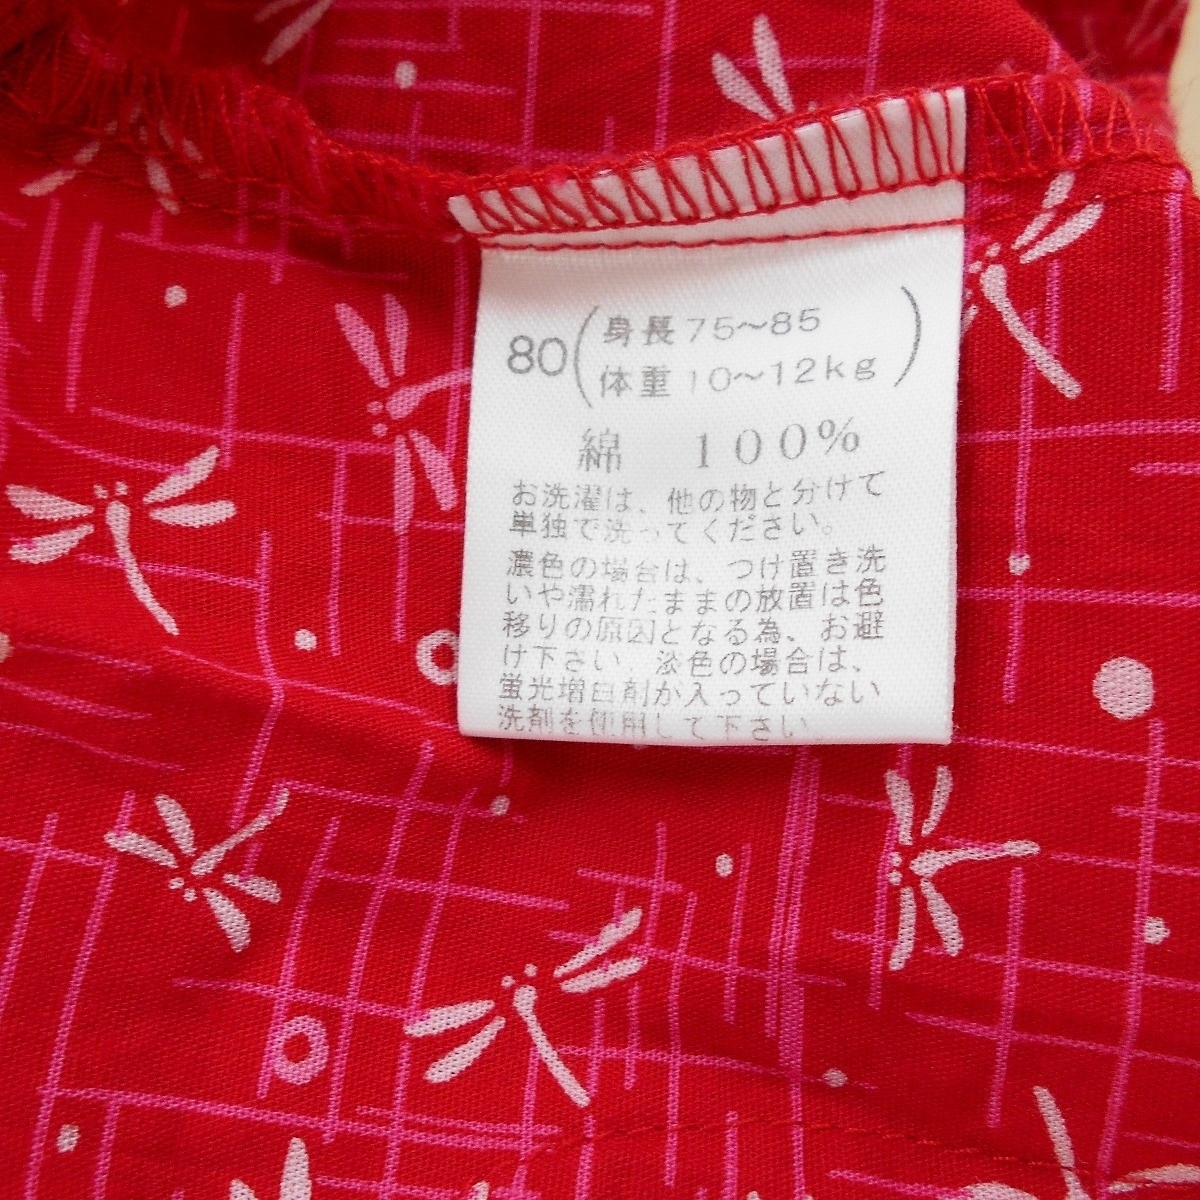 80(身長75～85
体重10～12kg)
綿 100%
お洗濯は、他の物と分けて
単独で洗ってください。
濃色の場合は、つけ置き洗
いや濡れたままの放置は色
移りの原因となる為、お避
け下さい。淡色の場合は、
蛍光増白剤が入っていない
洗剤を使用して下さい。